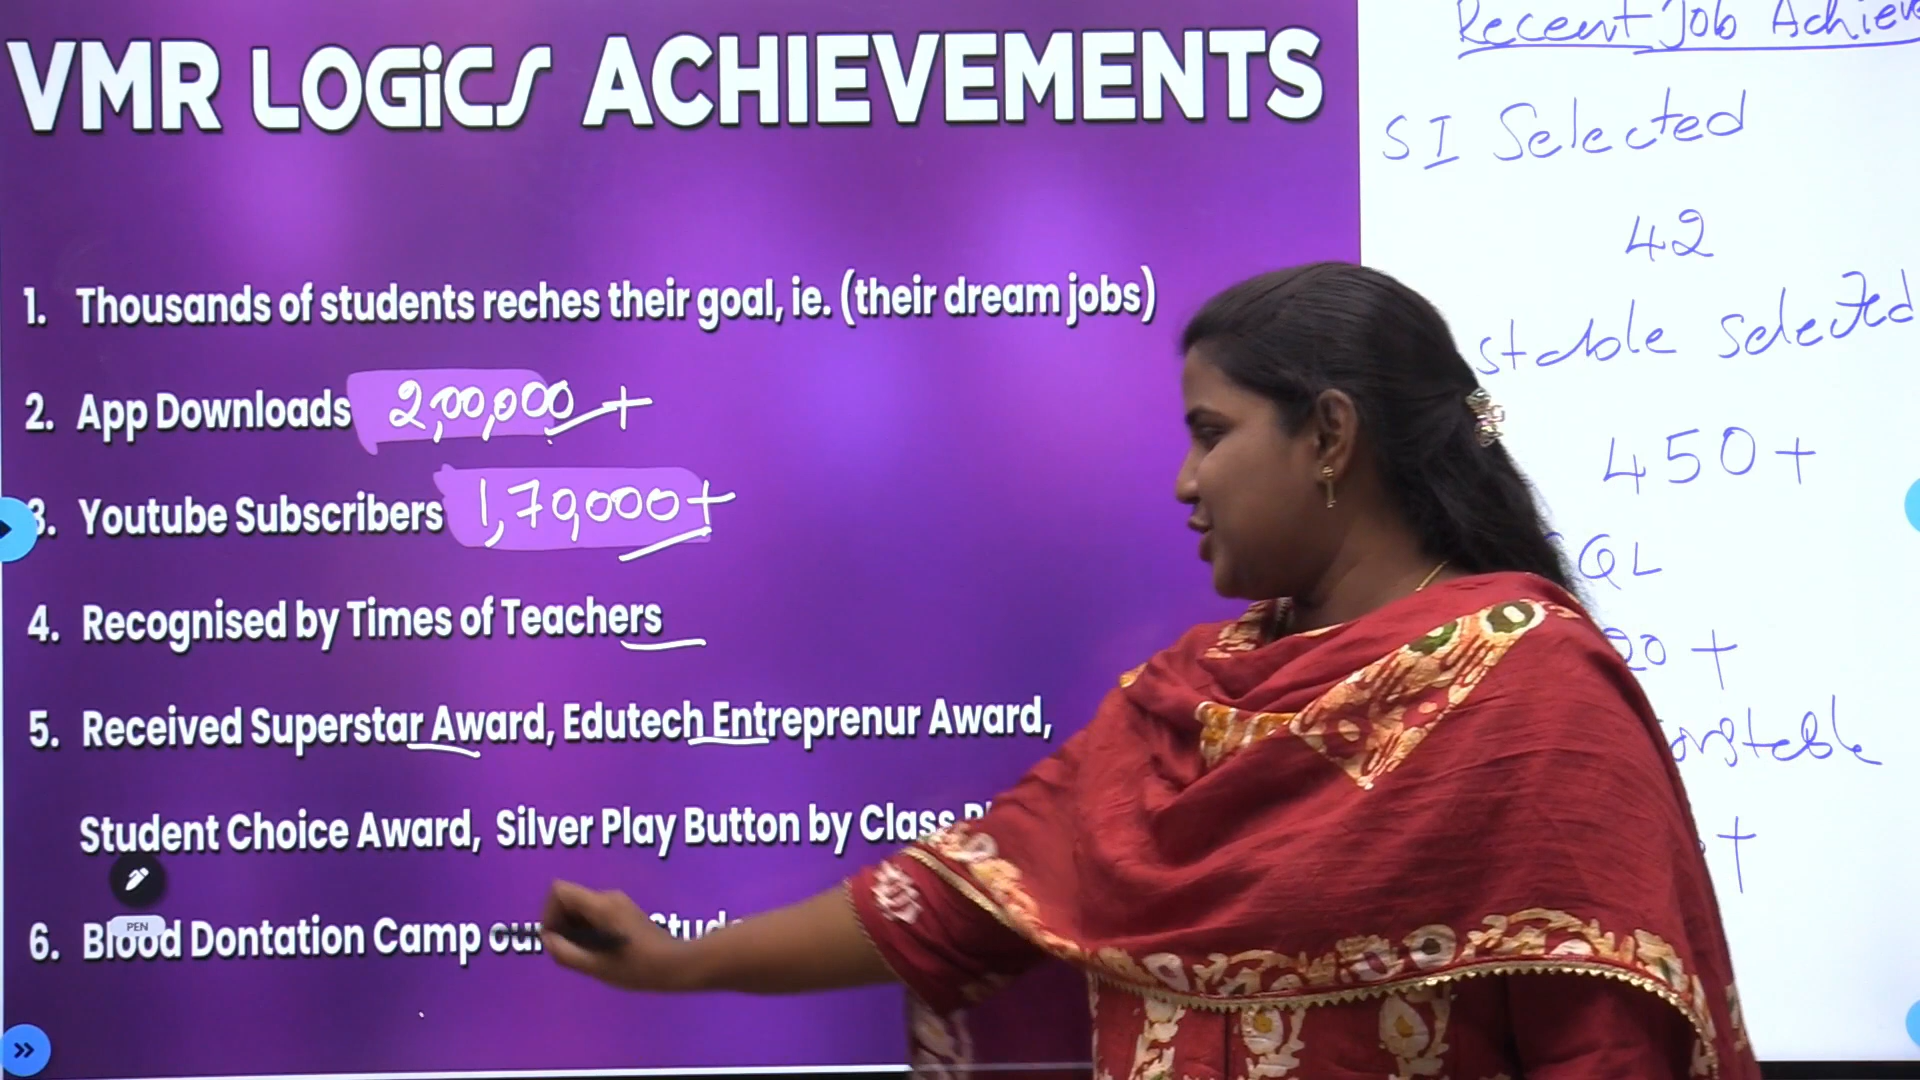 VMR LOGiCS ACHIEVEMENTS
1. Thousands of students reches their goal, ie. (their dream jobs)
2. App Downloads 2,00,000 +
3. Youtube Subscribers 1,70,000+
4. Recognised by Times of Teachers
5. Received Superstar Award, Edutech Entreprenur Award,
Student Choice Award, Silver Play Button by Class
PEN
6. Blood Dontation Camp
Recent Job
SI Selected
42
selected
450+
+
+